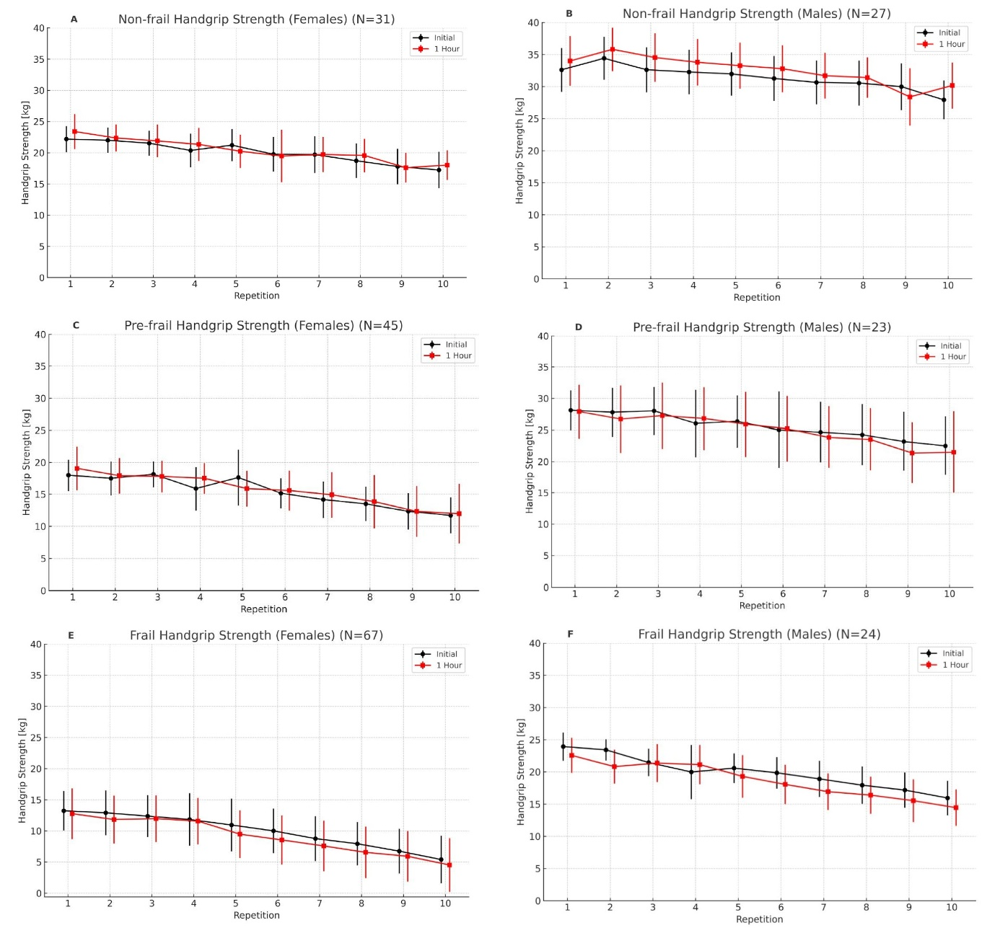 A Non-frail Handgrip Strength (Females) (N=31)
40
35
30
25
20
15
10
5
0
Handgrip Strength [kg]
Initial
1 Hour
1 2 3 4 5 6 7 8 9 10
Repetition
B Non-frail Handgrip Strength (Males) (N=27)
40
35
30
25
20
15
10
5
0
Handgrip Strength [kg]
Initial
1 Hour
1 2 3 4 5 6 7 8 9 10
Repetition
C Pre-frail Handgrip Strength (Females) (N=45)
40
35
30
25
20
15
10
5
0
Handgrip Strength [kg]
Initial
1 Hour
1 2 3 4 5 6 7 8 9 10
Repetition
D Pre-frail Handgrip Strength (Males) (N=23)
40
35
30
25
20
15
10
5
0
Handgrip Strength [kg]
Initial
1 Hour
1 2 3 4 5 6 7 8 9 10
Repetition
E Frail Handgrip Strength (Females) (N=67)
40
35
30
25
20
15
10
5
0
Handgrip Strength [kg]
Initial
1 Hour
1 2 3 4 5 6 7 8 9 10
Repetition
F Frail Handgrip Strength (Males) (N=24)
40
35
30
25
20
15
10
5
0
Handgrip Strength [kg]
Initial
1 Hour
1 2 3 4 5 6 7 8 9 10
Repetition